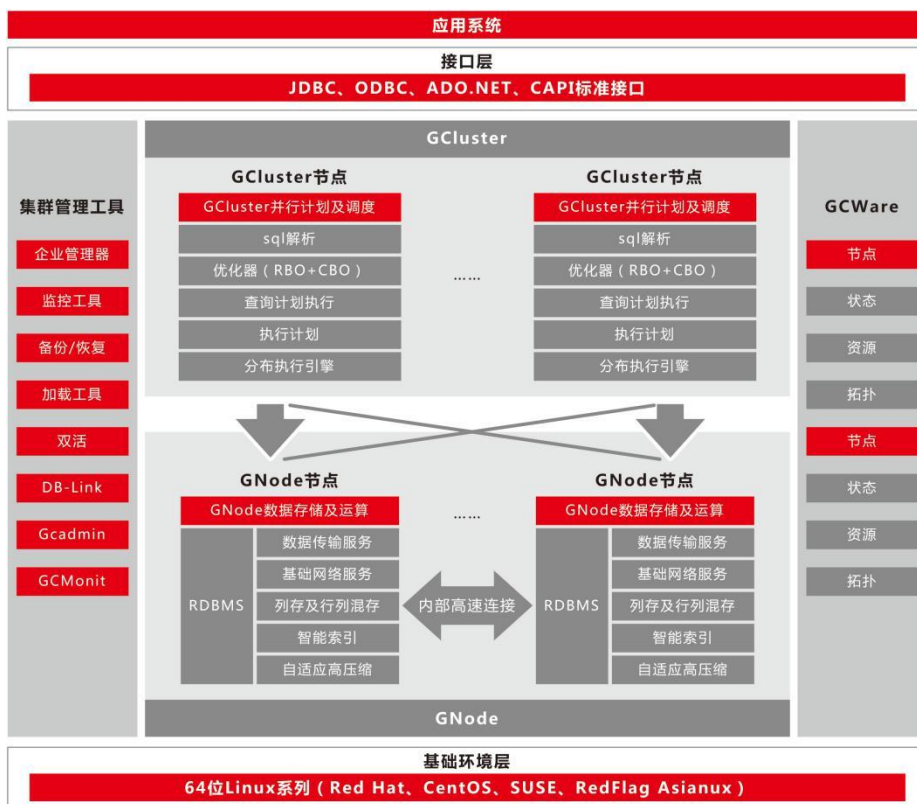 应用系统
接口层
JDBC、ODBC、ADO.NET、CAPI标准接口
集群管理工具
企业管理器
监控工具
备份/恢复
加载工具
双活
DB-Link
Gcadmin
GCMonit
GCluster
GCluster节点
GCluster并行计划及调度
sql解析
优化器（RBO+CBO）
查询计划执行
执行计划
分布执行引擎
……
GCluster节点
GCluster并行计划及调度
sql解析
优化器（RBO+CBO）
查询计划执行
执行计划
分布执行引擎
GNode节点
GNode数据存储及运算
RDBMS
数据传输服务
基础网络服务
列存及行列混存
智能索引
自适应高压缩
……
内部高速连接
GNode节点
GNode数据存储及运算
RDBMS
数据传输服务
基础网络服务
列存及行列混存
智能索引
自适应高压缩
GNode
GCWare
节点
状态
资源
拓扑
节点
状态
资源
拓扑
基础环境层
64位Linux系列（Red Hat、CentOS、SUSE、RedFlag Asianux）